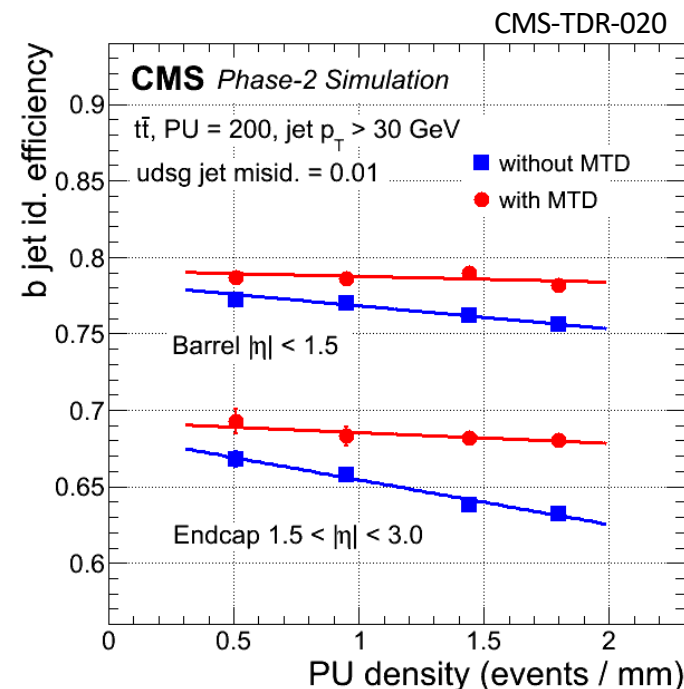 CMS-TDR-020
CMS Phase-2 Simulation
tt̄, PU = 200, jet p_T > 30 GeV
udsg jet misid. = 0.01
without MTD
with MTD
Barrel |η| < 1.5
Endcap 1.5 < |η| < 3.0
b jet id. efficiency
0.9
0.85
0.8
0.75
0.7
0.65
0.6
0 0.5 1 1.5 2
PU density (events / mm)